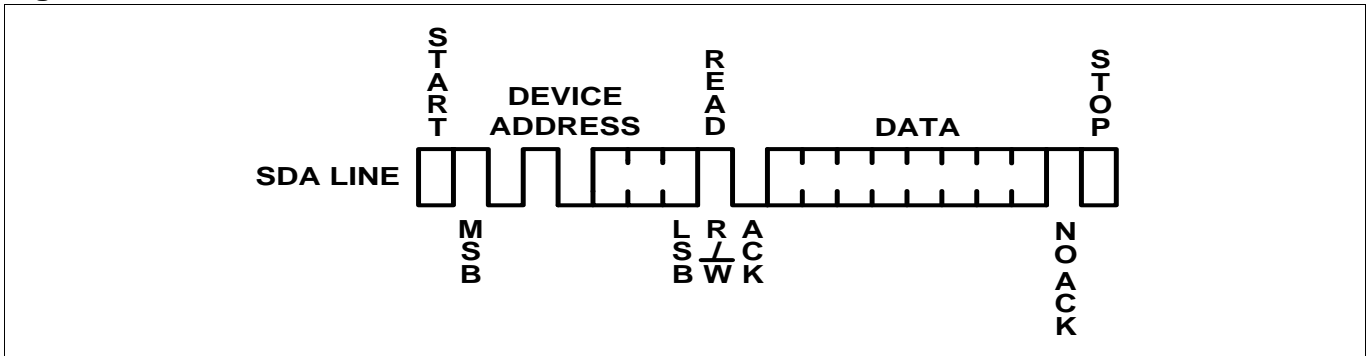 START
DEVICE
ADDRESS
READ
DATA
STOP
SDA LINE
MSB
LSB
R/W
ACK
NO ACK